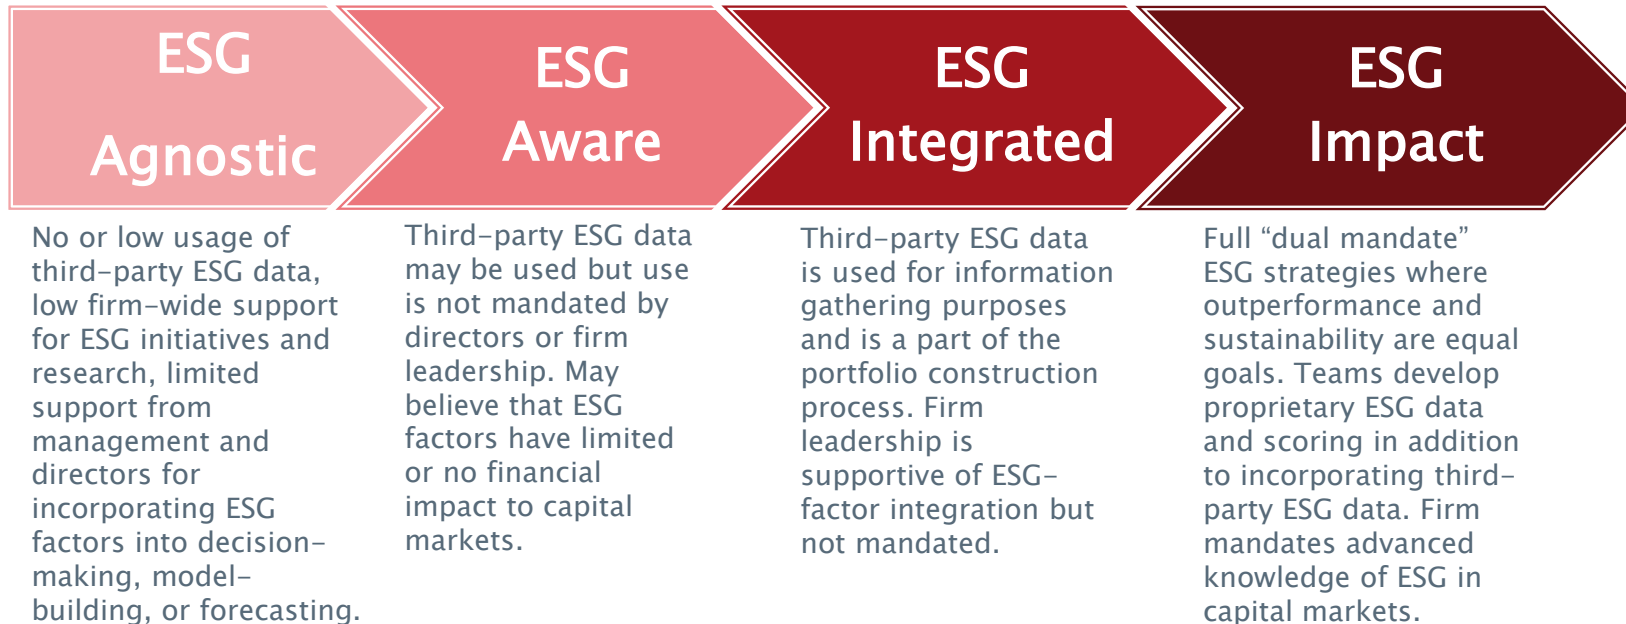 ESG
Agnostic
No or low usage of
third-party ESG data,
low firm-wide support
for ESG initiatives and
research, limited
support from
management and
directors for
incorporating ESG
factors into decision-
making, model-
building, or forecasting.
ESG
Aware
Third-party ESG data
may be used but use
is not mandated by
directors or firm
leadership. May
believe that ESG
factors have limited
or no financial
impact to capital
markets.
ESG
Integrated
Third-party ESG data
is used for information
gathering purposes
and is a part of the
portfolio construction
process. Firm
leadership is
supportive of ESG-
factor integration but
not mandated.
ESG
Impact
Full “dual mandate”
ESG strategies where
outperformance and
sustainability are equal
goals. Teams develop
proprietary ESG data
and scoring in addition
to incorporating third-
party ESG data. Firm
mandates advanced
knowledge of ESG in
capital markets.